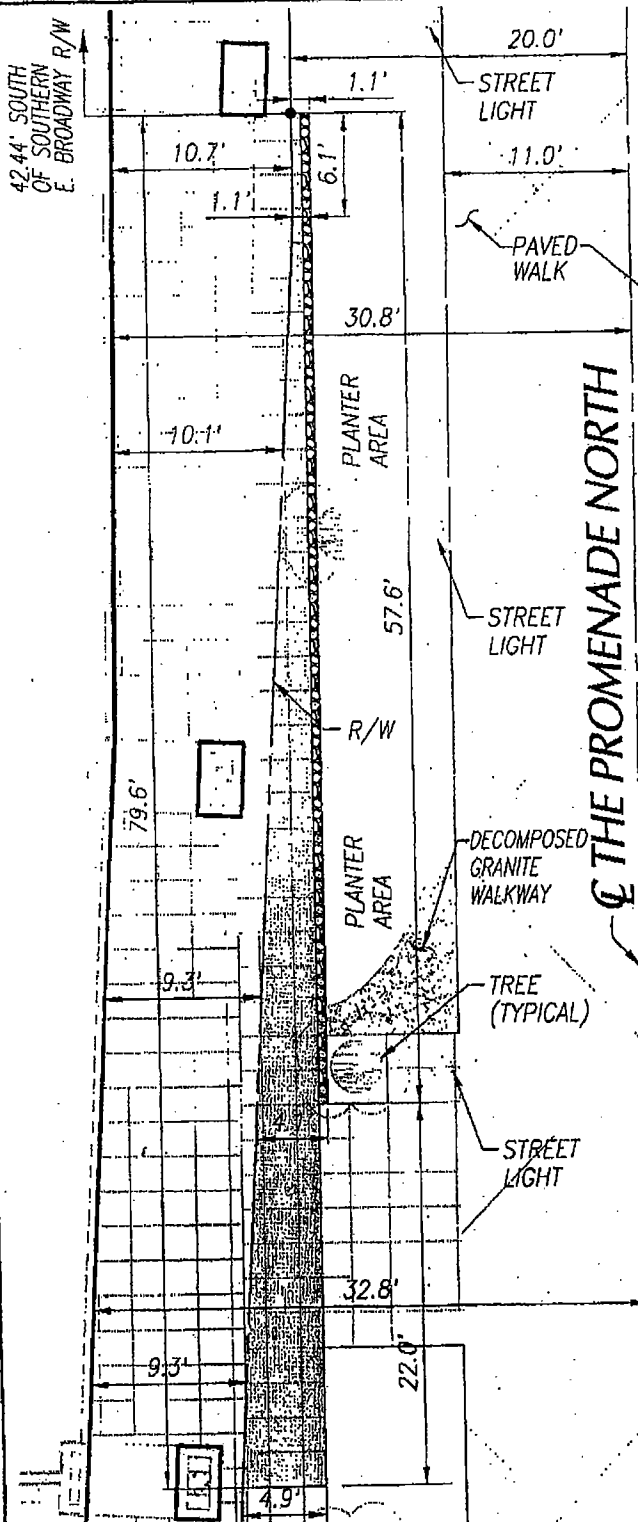 42.44' SOUTH
OF SOUTHERN
E. BROADWAY R/W
20.0'
STREET
LIGHT
1.1'
10.7'
6.1'
11.0'
1.1'
PAVED
WALK
30.8'
10.1'
PLANTER
AREA
57.6'
STREET
LIGHT
℄ THE PROMENADE NORTH
R/W
79.6'
PLANTER
AREA
DECOMPOSED
GRANITE
WALKWAY
9.3'
TREE
(TYPICAL)
STREET
LIGHT
32.8'
9.3'
22.0'
4.9'